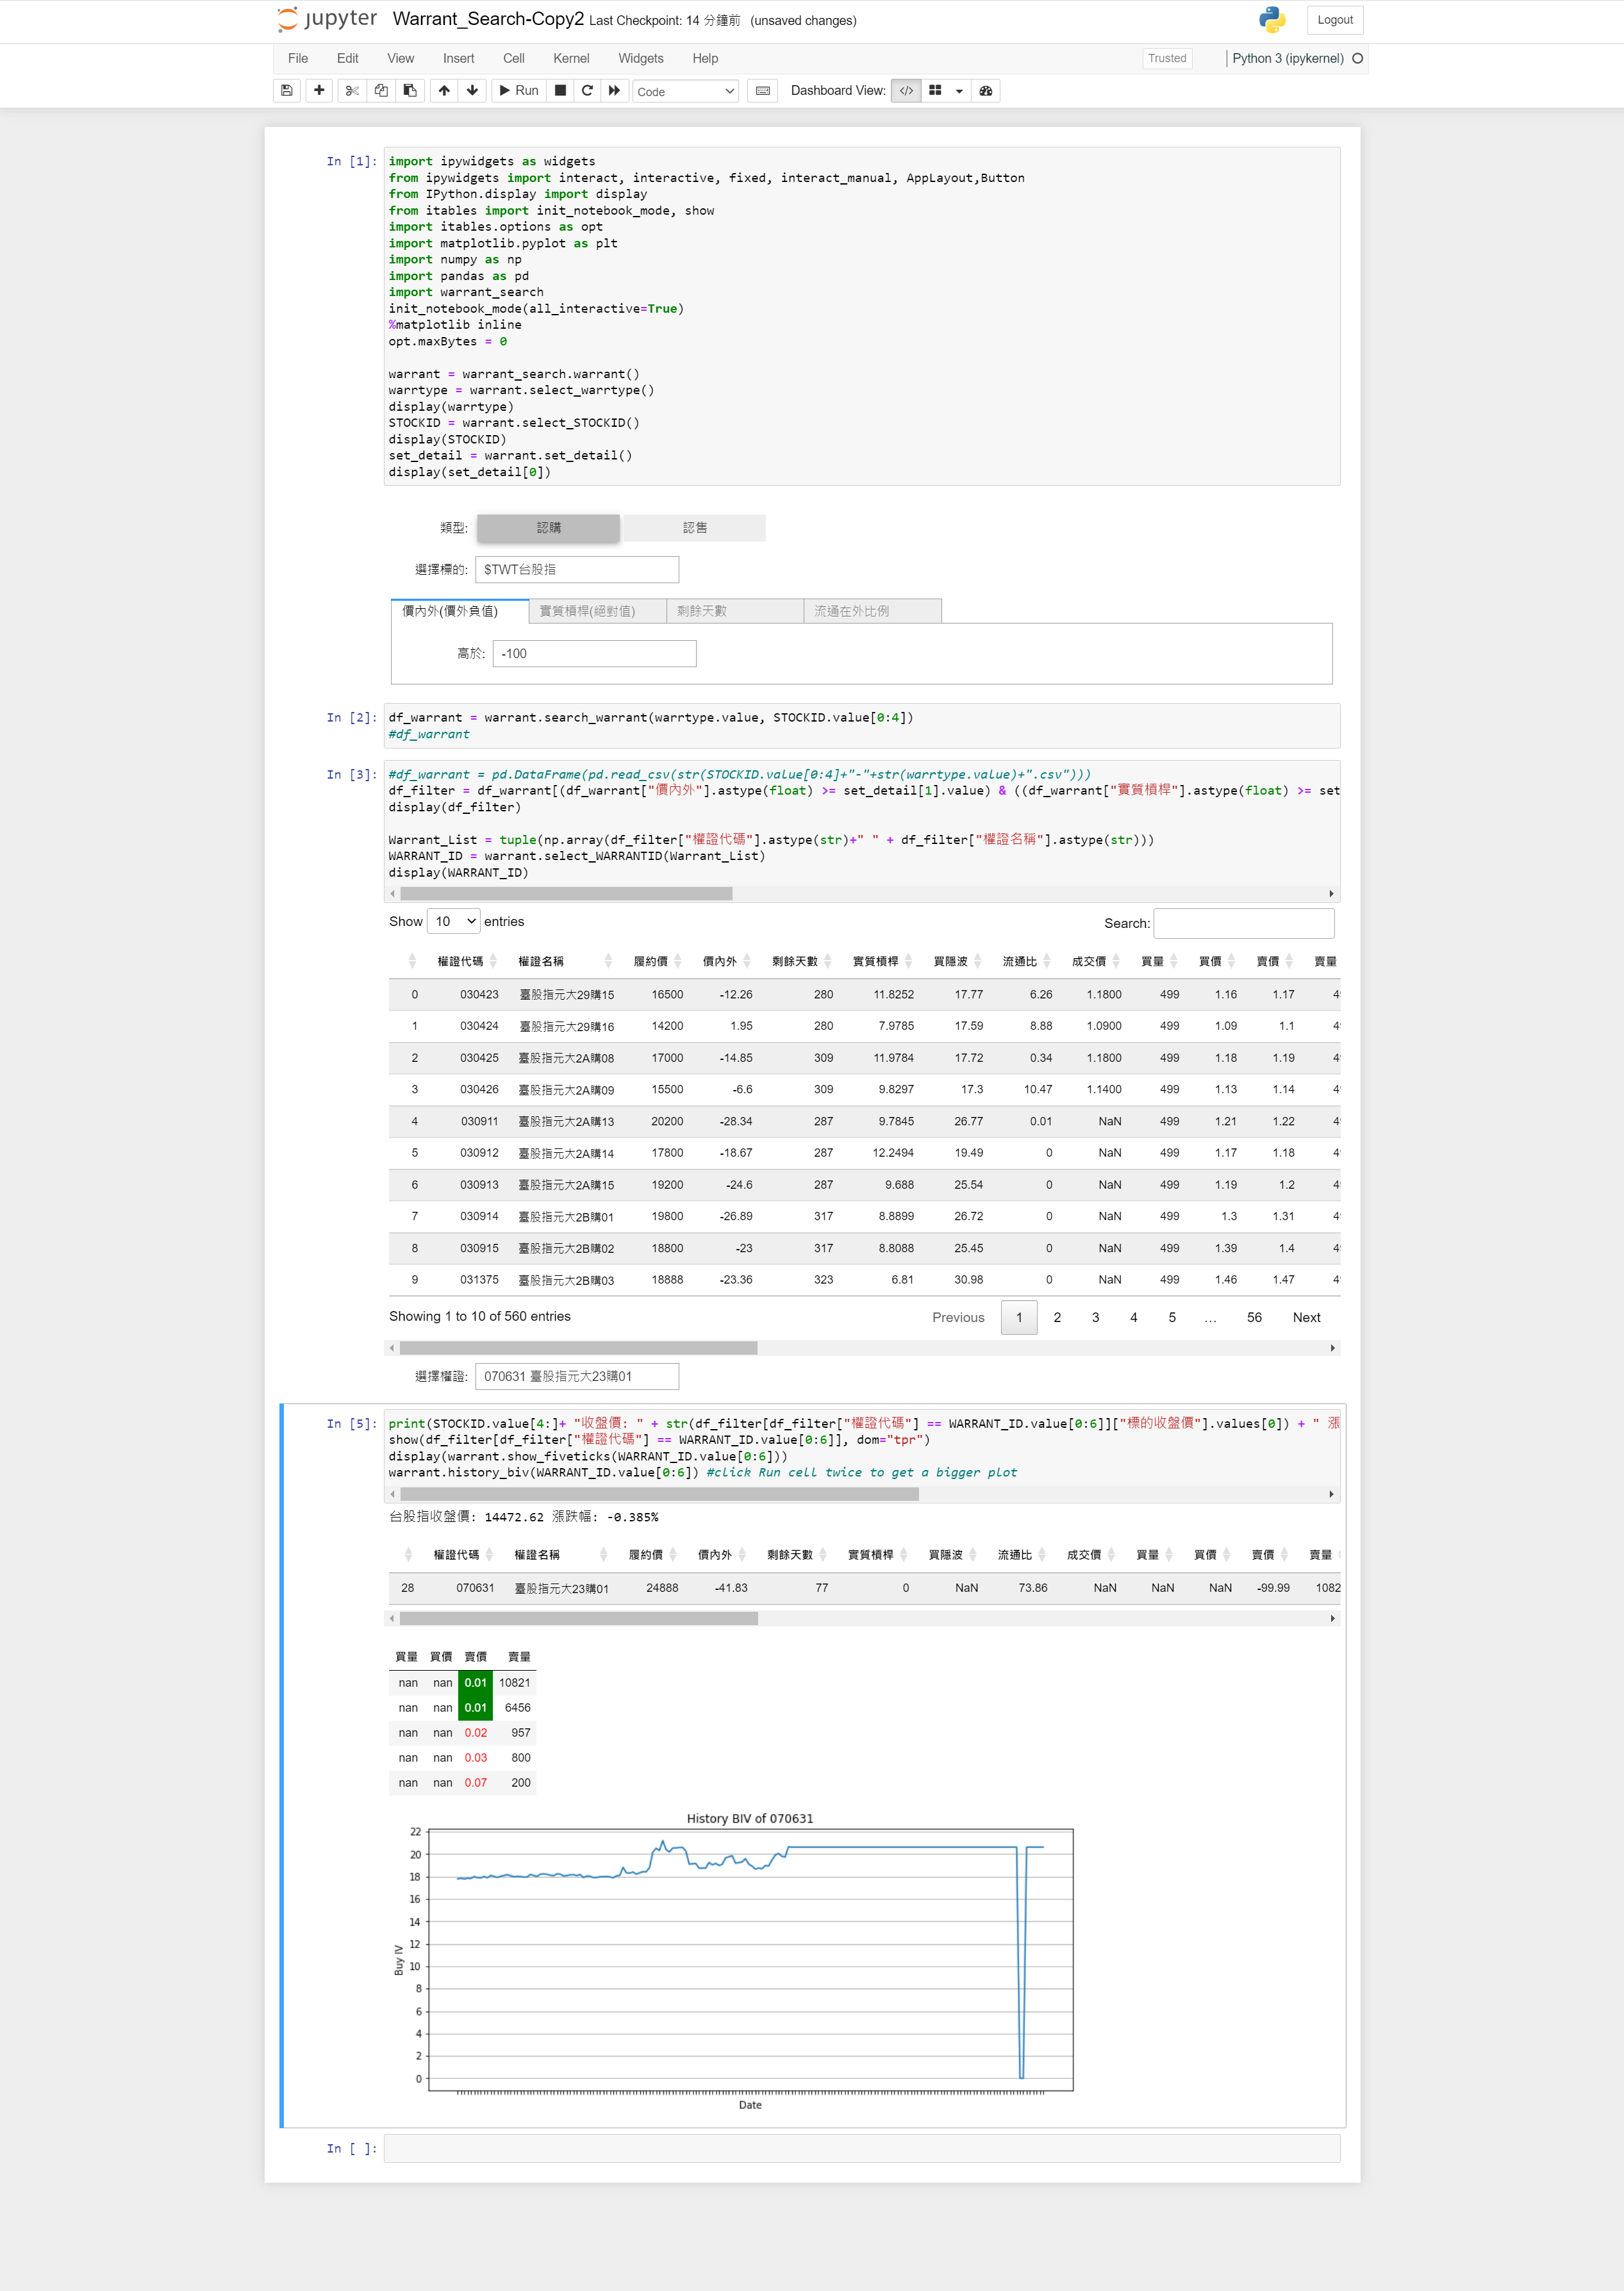 jupyter Warrant_Search-Copy2 Last Checkpoint: 14 分鐘前 (unsaved changes) Logout
File Edit View Insert Cell Kernel Widgets Help Trusted Python 3 (ipykernel)
Run Code Dashboard View:
In [1]: import ipywidgets as widgets
from ipywidgets import interact, interactive, fixed, interact_manual, AppLayout,Button
from IPython.display import display
from itables import init_notebook_mode, show
import itables.options as opt
import matplotlib.pyplot as plt
import numpy as np
import pandas as pd
import warrant_search
init_notebook_mode(all_interactive=True)
%matplotlib inline
opt.maxBytes = 0
warrant = warrant_search.warrant()
warrtype = warrant.select_warrtype()
display(warrtype)
STOCKID = warrant.select_STOCKID()
display(STOCKID)
set_detail = warrant.set_detail()
display(set_detail[0])
類型: 認購 認售
選擇標的: $TWT台股指
價內外(價外負值) 實質槓桿(絕對值) 剩餘天數 流通在外比例
高於: -100
In [2]: df_warrant = warrant.search_warrant(warrtype.value, STOCKID.value[0:4])
#df_warrant
In [3]: #df_warrant = pd.DataFrame(pd.read_csv(str(STOCKID.value[0:4]+"-"+str(warrtype.value)+".csv")))
df_filter = df_warrant[(df_warrant["價內外"].astype(float) >= set_detail[1].value) & ((df_warrant["實質槓桿"].astype(float) >= set
display(df_filter)
Warrant_List = tuple(np.array(df_filter["權證代碼"].astype(str)+" " + df_filter["權證名稱"].astype(str)))
WARRANT_ID = warrant.select_WARRANTID(Warrant_List)
display(WARRANT_ID)
Show 10 entries Search:
權證代碼 權證名稱 履約價 價內外 剩餘天數 實質槓桿 買隱波 流通比 成交價 買量 買價 賣價 賣量
0 030423 臺股指元大29購15 16500 -12.26 280 11.8252 17.77 6.26 1.1800 499 1.16 1.17
1 030424 臺股指元大29購16 14200 1.95 280 7.9785 17.59 8.88 1.0900 499 1.09 1.1
2 030425 臺股指元大2A購08 17000 -14.85 309 11.9784 17.72 0.34 1.1800 499 1.18 1.19
3 030426 臺股指元大2A購09 15500 -6.6 309 9.8297 17.3 10.47 1.1400 499 1.13 1.14
4 030911 臺股指元大2A購13 20200 -28.34 287 9.7845 26.77 0.01 NaN 499 1.21 1.22
5 030912 臺股指元大2A購14 17800 -18.67 287 12.2494 19.49 0 NaN 499 1.17 1.18
6 030913 臺股指元大2A購15 19200 -24.6 287 9.688 25.54 0 NaN 499 1.19 1.2
7 030914 臺股指元大2B購01 19800 -26.89 317 8.8899 26.72 0 NaN 499 1.3 1.31
8 030915 臺股指元大2B購02 18800 -23 317 8.8088 25.45 0 NaN 499 1.39 1.4
9 031375 臺股指元大2B購03 18888 -23.36 323 6.81 30.98 0 NaN 499 1.46 1.47
Showing 1 to 10 of 560 entries Previous 1 2 3 4 5 … 56 Next
選擇權證: 070631 臺股指元大23購01
In [5]: print(STOCKID.value[4:]+ "收盤價: " + str(df_filter[df_filter["權證代碼"] == WARRANT_ID.value[0:6]]["標的收盤價"].values[0]) + " 漲
show(df_filter[df_filter["權證代碼"] == WARRANT_ID.value[0:6]], dom="tpr")
display(warrant.show_fiveticks(WARRANT_ID.value[0:6]))
warrant.history_biv(WARRANT_ID.value[0:6]) #click Run cell twice to get a bigger plot
台股指收盤價: 14472.62 漲跌幅: -0.385%
權證代碼 權證名稱 履約價 價內外 剩餘天數 實質槓桿 買隱波 流通比 成交價 買量 買價 賣價 賣量
28 070631 臺股指元大23購01 24888 -41.83 77 0 NaN 73.86 NaN NaN NaN -99.99 1082
買量 買價 賣價 賣量
nan nan 0.01 10821
nan nan 0.01 6456
nan nan 0.02 957
nan nan 0.03 800
nan nan 0.07 200
History BIV of 070631
22
20
18
16
14
12
10
8
6
4
2
0
Buy IV
Date
In [ ]: